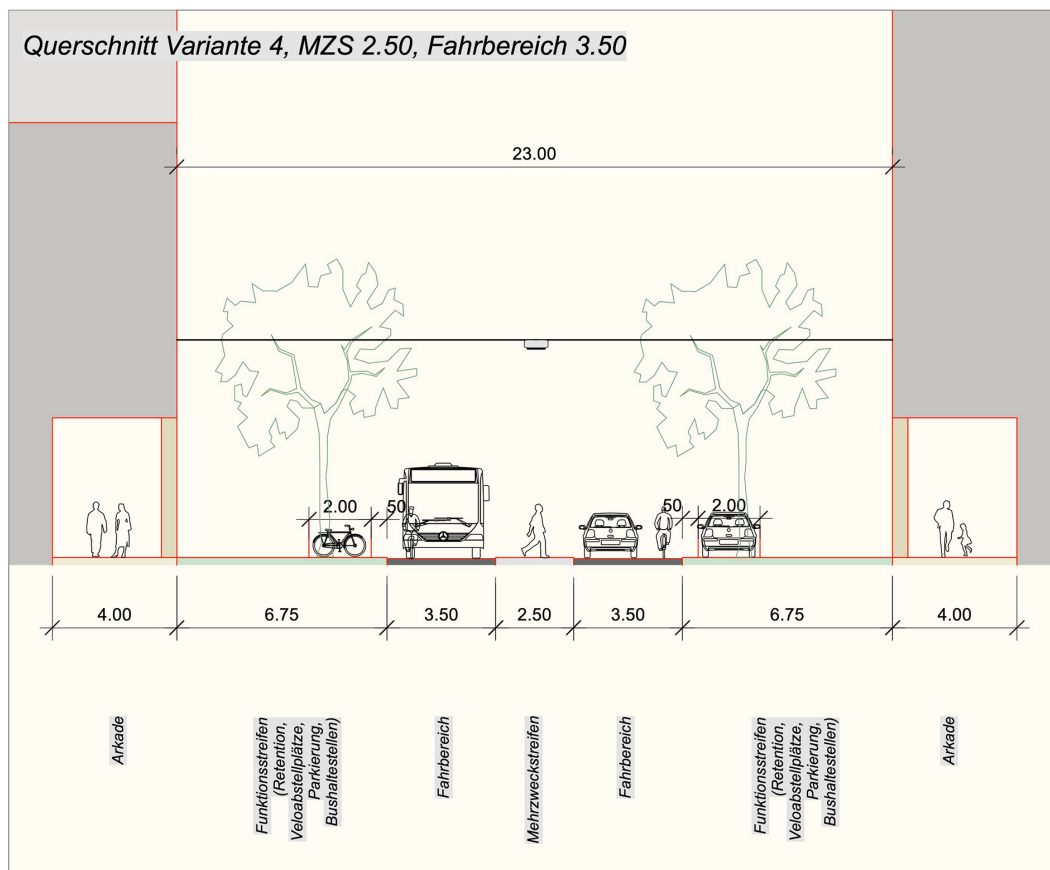 Querschnitt Variante 4, MZS 2.50, Fahrbereich 3.50
23.00
2.00
50
50
2.00
4.00
6.75
3.50
2.50
3.50
6.75
4.00
Arkade
Funktionsstreifen
(Retention,
Veloabstellplätze,
Parkierung,
Bushaltestellen)
Fahrbereich
Mehrzweckstreifen
Fahrbereich
Funktionsstreifen
(Retention,
Veloabstellplätze,
Parkierung,
Bushaltestellen)
Arkade